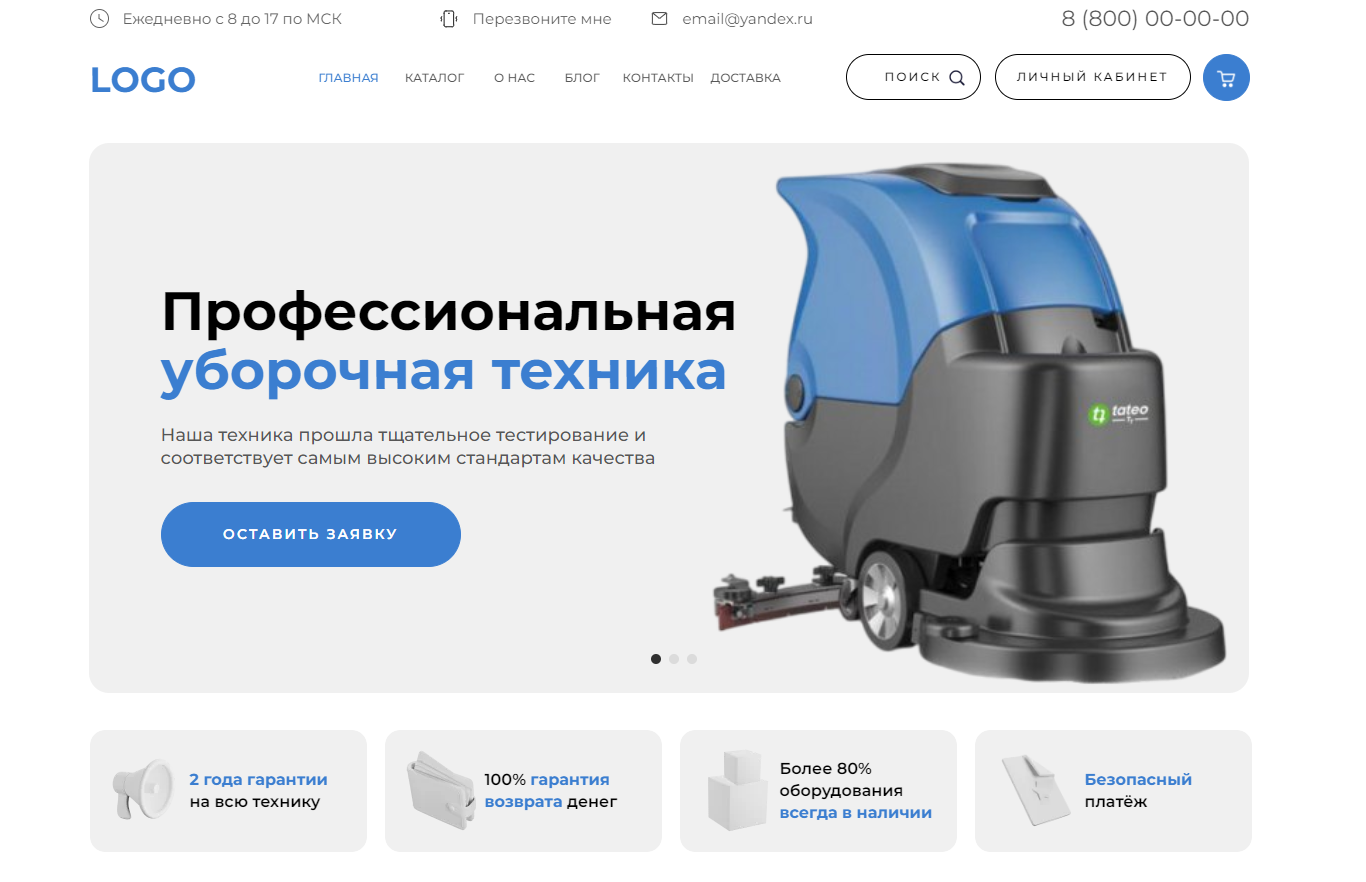 Ежедневно с 8 до 17 по МСК
Перезвоните мне
email@yandex.ru
8 (800) 00-00-00
LOGO
ГЛАВНАЯ
КАТАЛОГ
О НАС
БЛОГ
КОНТАКТЫ
ДОСТАВКА
ПОИСК
ЛИЧНЫЙ КАБИНЕТ
Профессиональная
уборочная техника
Наша техника прошла тщательное тестирование и
соответствует самым высоким стандартам качества
ОСТАВИТЬ ЗАЯВКУ
tateo
2 года гарантии
на всю технику
100% гарантия
возврата денег
Более 80%
оборудования
всегда в наличии
Безопасный
платёж